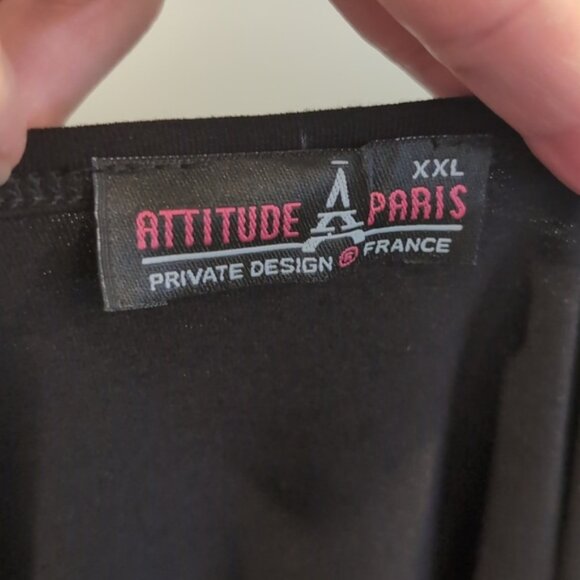 XXL
ATTITUDE PARIS
PRIVATE DESIGN ® FRANCE